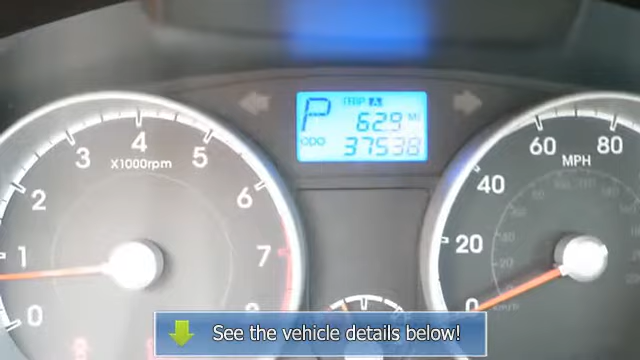 TRIP A
P 629 MI
ODO 37538
4
3 5
X1000rpm
2 6
1 7
0 8
60 80
MPH
40
20
0
See the vehicle details below!